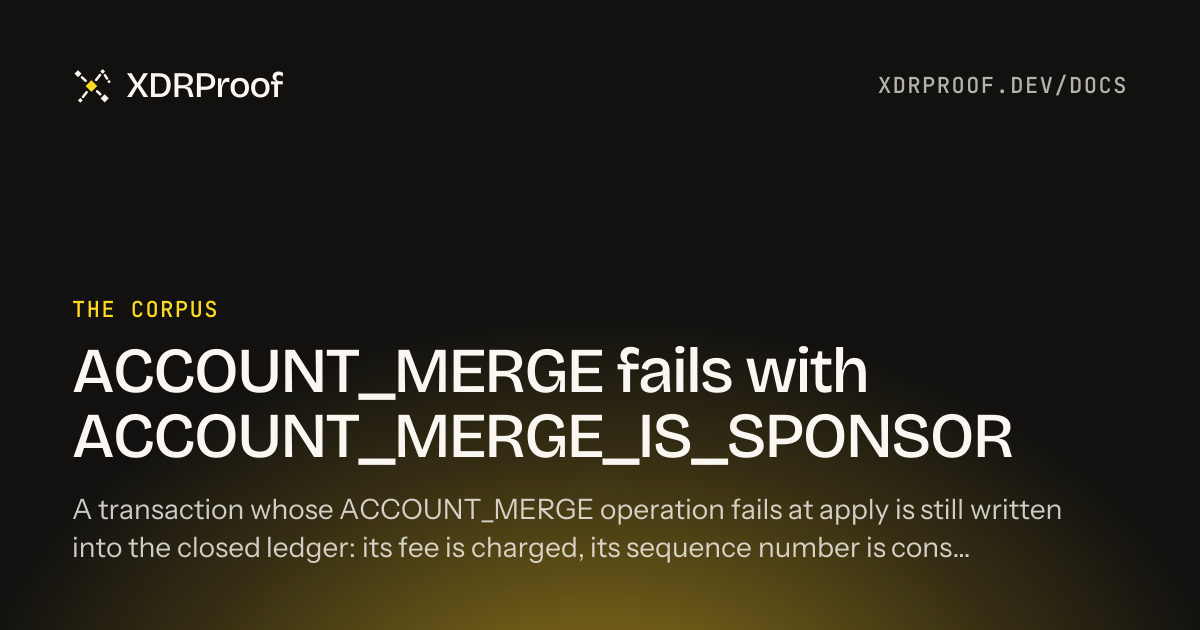 XDRProof
XDRPROOF.DEV/DOCS
THE CORPUS
ACCOUNT_MERGE fails with
ACCOUNT_MERGE_IS_SPONSOR
A transaction whose ACCOUNT_MERGE operation fails at apply is still written
into the closed ledger: its fee is charged, its sequence number is cons...